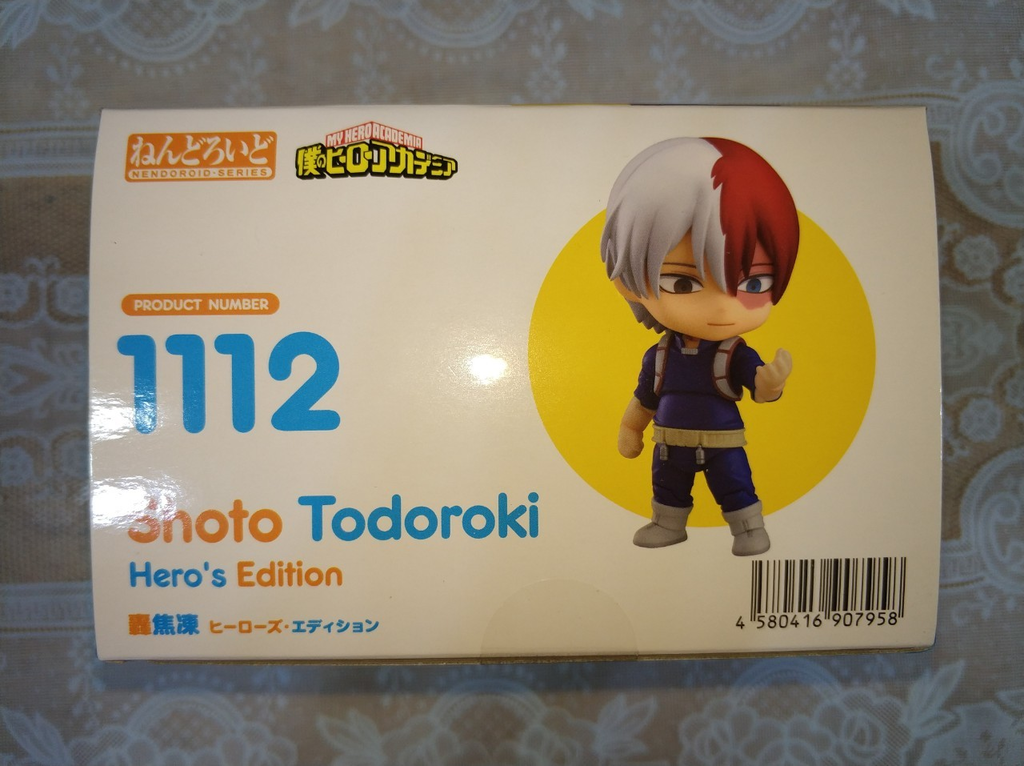 ねんどろいど
NENDOROID-SERIES
MY HERO ACADEMIA
僕のヒーローアカデミア
PRODUCT NUMBER
1112
Shoto Todoroki
Hero's Edition
轟焦凍 ヒーローズ・エディション
4 580416 907958